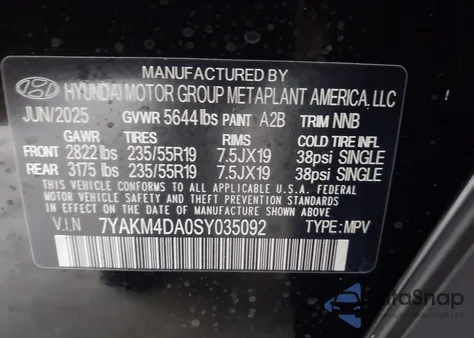 MANUFACTURED BY
HYUNDAI MOTOR GROUP METAPLANT AMERICA, LLC
JUN/2025 GVWR 5644 lbs PAINT A2B TRIM NNB
GAWR TIRES RIMS COLD TIRE INFL
FRONT 2822 lbs 235/55R19 7.5JX19 38psi SINGLE
REAR 3175 lbs 235/55R19 7.5JX19 38psi SINGLE
THIS VEHICLE CONFORMS TO ALL APPLICABLE U.S.A. FEDERAL
MOTOR VEHICLE SAFETY AND THEFT PREVENTION STANDARDS
IN EFFECT ON THE DATE OF MANUFACTURE SHOWN ABOVE.
V.I.N 7YAKM4DA0SY035092 TYPE: MPV